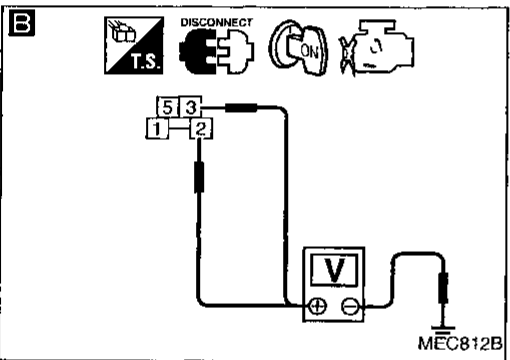 B
DISCONNECT
T.S.
ON
5 3
1 2
V
+ -
MEC812B